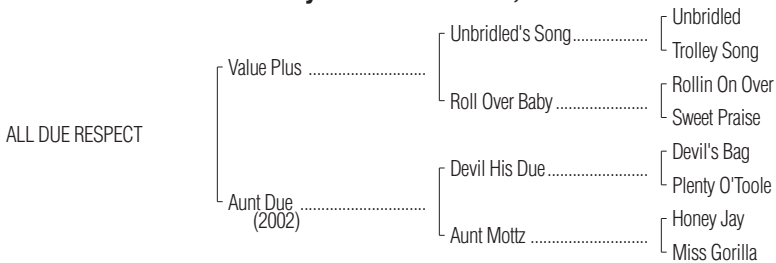 Unbridled
Unbridled's Song..................
Trolley Song
Value Plus ............................
Rollin On Over
Roll Over Baby ......................
Sweet Praise
ALL DUE RESPECT
Devil's Bag
Devil His Due........................
Plenty O'Toole
Aunt Due ..............................
(2002)
Honey Jay
Aunt Mottz ............................
Miss Gorilla